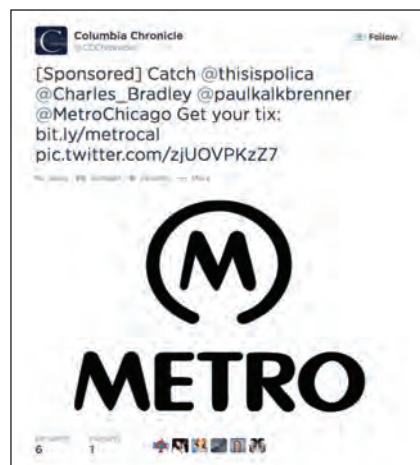 Columbia Chronicle
Follow
[Sponsored] Catch @thisispolica
@Charles_Bradley @paulkalkbrenner
@MetroChicago Get your tix:
bit.ly/metrocal
pic.twitter.com/zjUOVPKzZ7
M
METRO
6 1